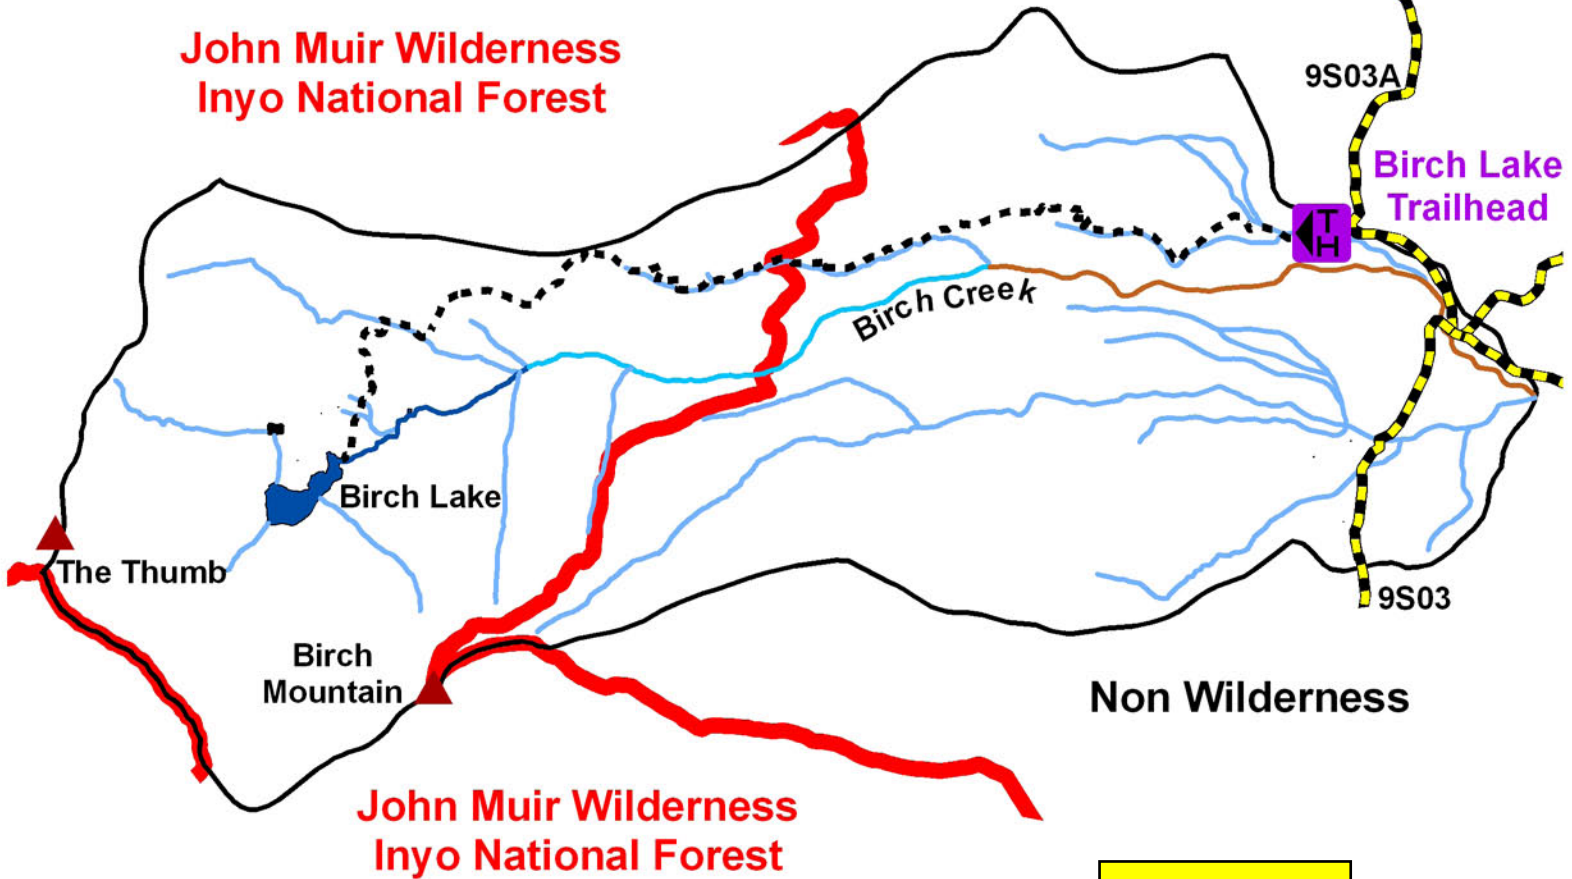 John Muir Wilderness
Inyo National Forest
9S03A
Birch Lake
Trailhead
T
H
Birch Creek
Birch Lake
The Thumb
9S03
Birch
Mountain
Non Wilderness
John Muir Wilderness
Inyo National Forest